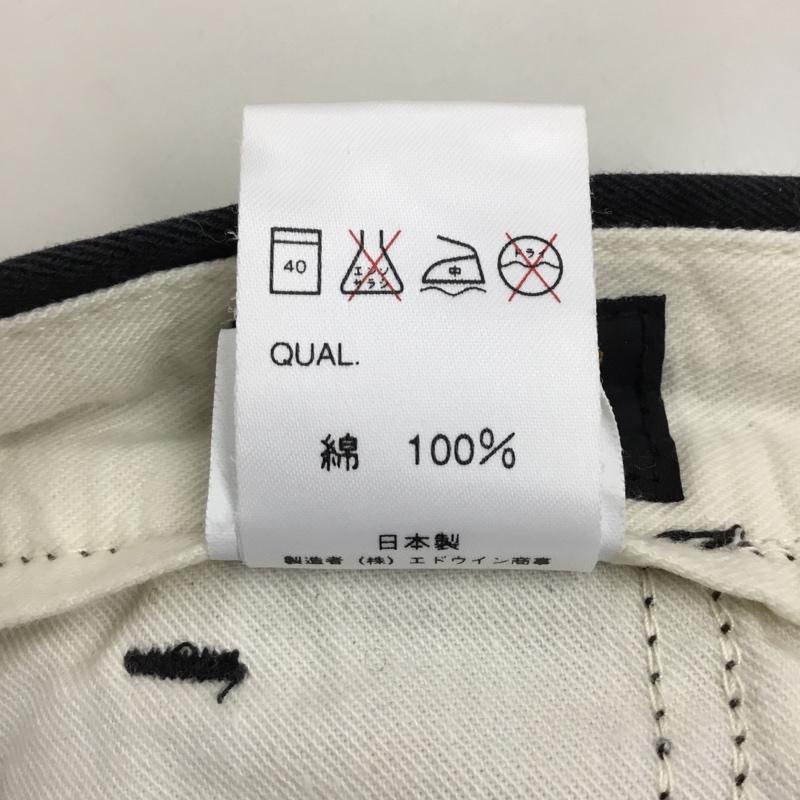 40
エンソ
サラシ
中
ドライ
QUAL.
綿 100%
日本製
製造者 (株) エドウイン商事